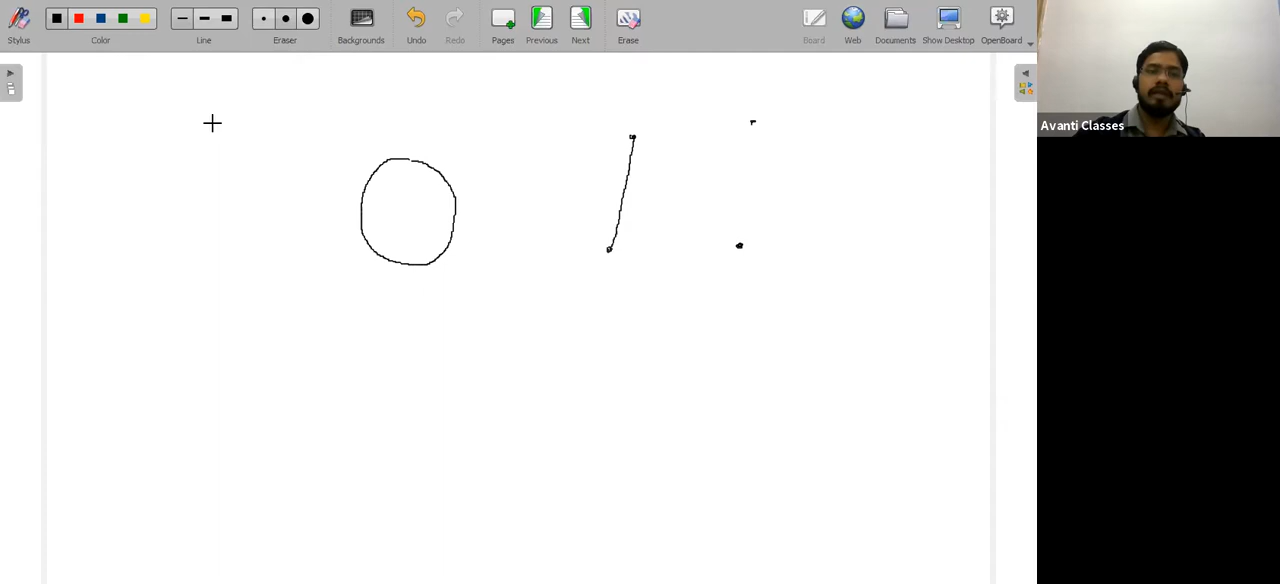 Stylus Color Line Eraser Backgrounds Undo Redo Pages Previous Next Erase Board Web Documents Show Desktop OpenBoard
Avanti Classes